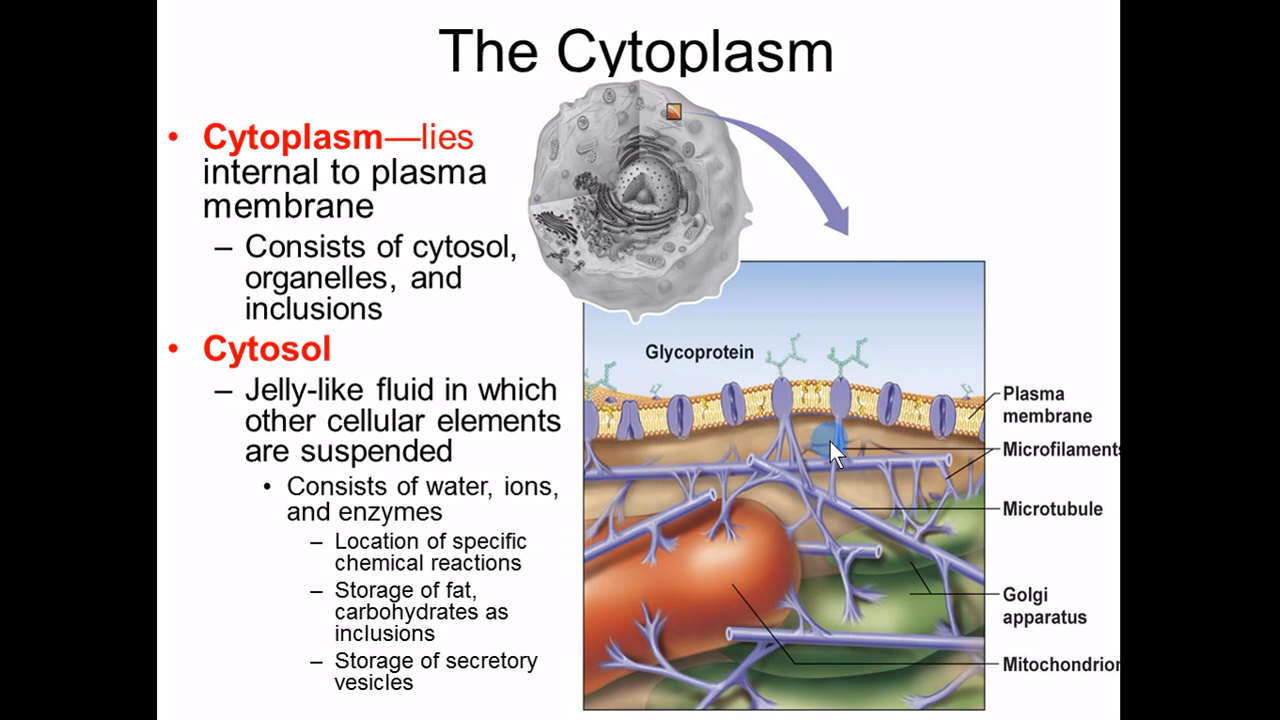 The Cytoplasm
• Cytoplasm—lies
internal to plasma
membrane
– Consists of cytosol,
organelles, and
inclusions
• Cytosol
– Jelly-like fluid in which
other cellular elements
are suspended
• Consists of water, ions,
and enzymes
– Location of specific
chemical reactions
– Storage of fat,
carbohydrates as
inclusions
– Storage of secretory
vesicles
Glycoprotein
Plasma
membrane
Microfilaments
Microtubule
Golgi
apparatus
Mitochondrion